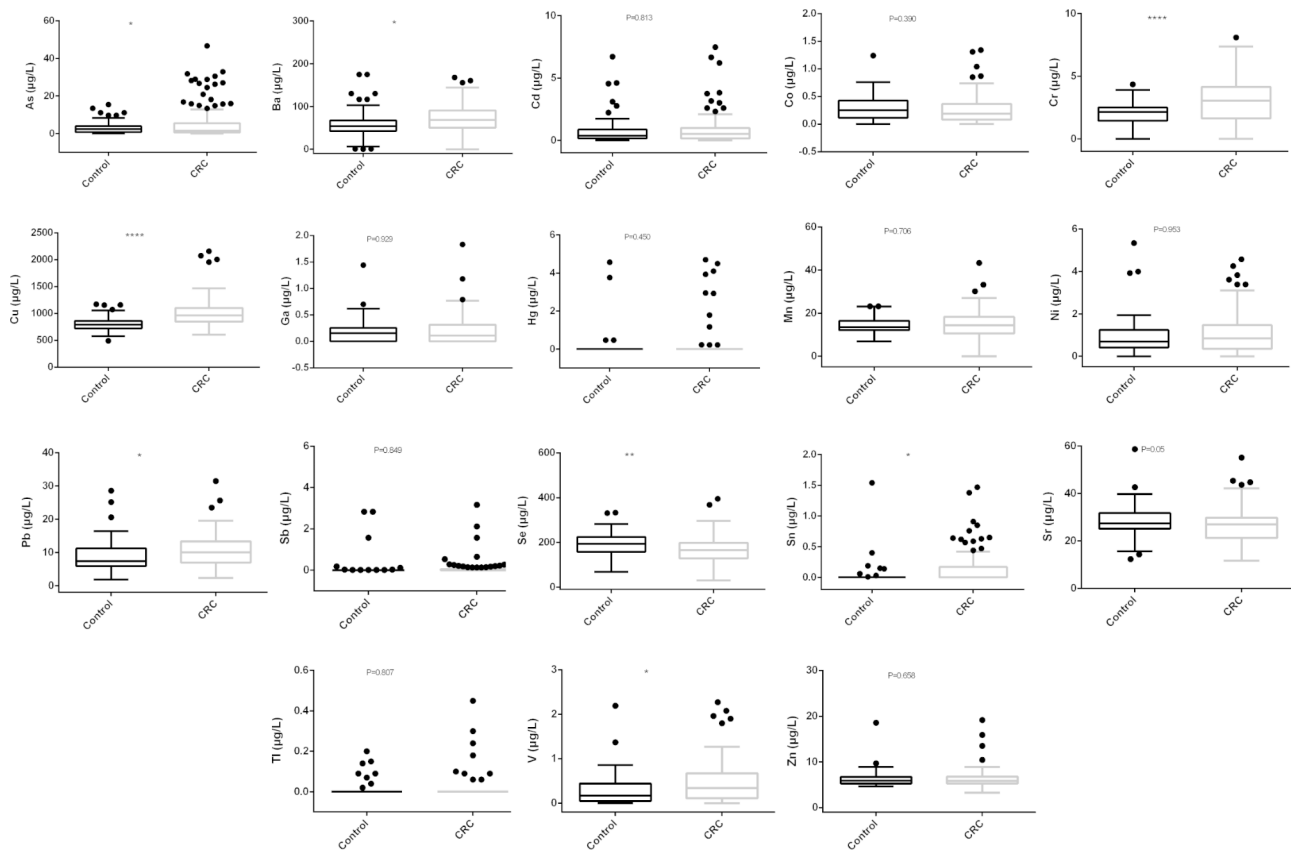 As (µg/L)
60
40
20
0
*
Control
CRC
Ba (µg/L)
300
200
100
0
*
Control
CRC
Cd (µg/L)
10
5
0
P=0.813
Control
CRC
Co (µg/L)
2.0
1.5
1.0
0.5
0.0
-0.5
P=0.390
Control
CRC
Cr (µg/L)
10
5
0
****
Control
CRC
Cu (µg/L)
2500
2000
1500
1000
500
0
****
Control
CRC
Ga (µg/L)
2.0
1.5
1.0
0.5
0.0
-0.5
P=0.929
Control
CRC
Hg (µg/L)
6
4
2
0
P=0.450
Control
CRC
Mn (µg/L)
60
40
20
0
P=0.706
Control
CRC
Ni (µg/L)
6
4
2
0
P=0.953
Control
CRC
Pb (µg/L)
40
30
20
10
0
*
Control
CRC
Sb (µg/L)
6
4
2
0
P=0.849
Control
CRC
Se (µg/L)
600
400
200
0
**
Control
CRC
Sn (µg/L)
2.0
1.5
1.0
0.5
0.0
*
Control
CRC
Sr (µg/L)
60
40
20
0
P=0.05
Control
CRC
Tl (µg/L)
0.6
0.4
0.2
0.0
P=0.807
Control
CRC
V (µg/L)
3
2
1
0
*
Control
CRC
Zn (µg/L)
30
20
10
0
P=0.658
Control
CRC